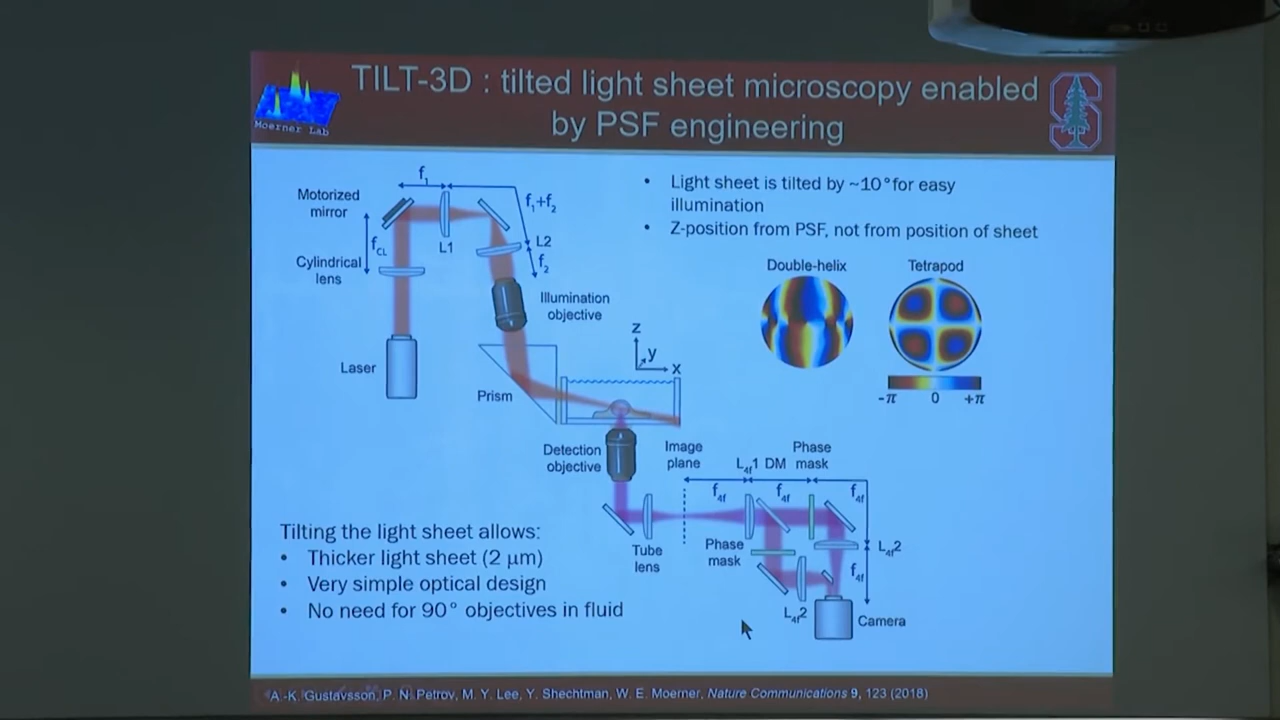 TILT-3D : tilted light sheet microscopy enabled
by PSF engineering
Moerner Lab
• Light sheet is tilted by ~10°for easy
illumination
• Z-position from PSF, not from position of sheet
Motorized
mirror
f1
f1+f2
fCL
L1
L2
f2
Cylindrical
lens
Illumination
objective
Laser
Prism
z
y
x
Double-helix
Tetrapod
-π 0 +π
Detection
objective
Image
plane
L4f1 DM
Phase
mask
f4f
f4f
f4f
Tube
lens
Phase
mask
L4f2
f4f
L4f2
Camera
Tilting the light sheet allows:
• Thicker light sheet (2 μm)
• Very simple optical design
• No need for 90° objectives in fluid
A.-K. Gustavsson, P. N. Petrov, M. Y. Lee, Y. Shechtman, W. E. Moerner, Nature Communications 9, 123 (2018)